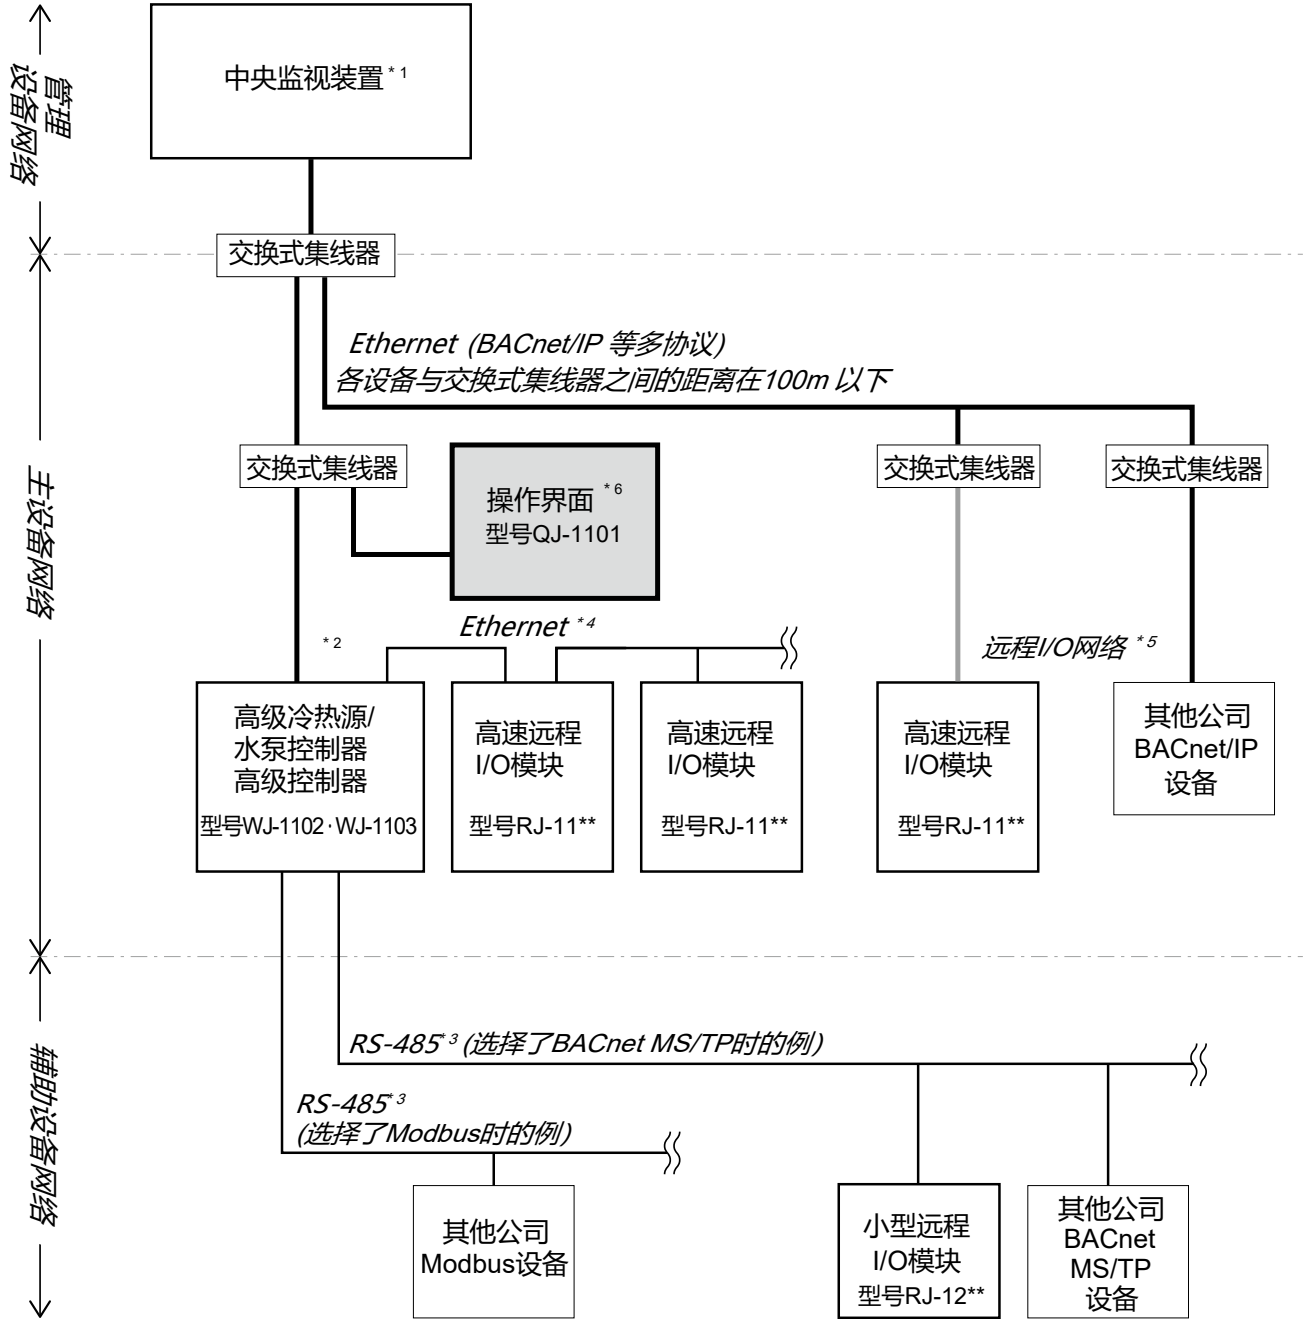 中央监视装置*1
管理
设备网络
交换式集线器
Ethernet (BACnet/IP 等多协议)
各设备与交换式集线器之间的距离在100m 以下
交换式集线器
操作界面 *6
型号QJ-1101
交换式集线器
交换式集线器
主设备网络
*2
Ethernet *4
远程I/O网络 *5
高级冷热源/
水泵控制器
高级控制器
型号WJ-1102·WJ-1103
高速远程
I/O模块
型号RJ-11**
高速远程
I/O模块
型号RJ-11**
高速远程
I/O模块
型号RJ-11**
其他公司
BACnet/IP
设备
辅助设备网络
RS-485*3 (选择了BACnet MS/TP时的例)
RS-485*3
(选择了Modbus时的例)
其他公司
Modbus设备
小型远程
I/O模块
型号RJ-12**
其他公司
BACnet
MS/TP
设备